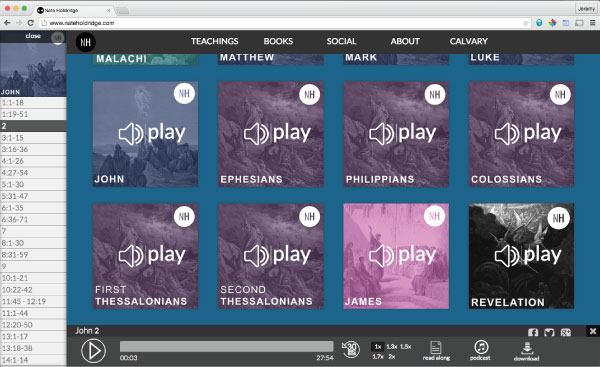 Nate Holdridge
Jeremy
www.nateholdridge.com
close
NH
TEACHINGS BOOKS SOCIAL ABOUT CALVARY
MALACHI MATTHEW MARK LUKE
JOHN
1:1-18
1:19-51
2
3:1-15
3:16-36
4:1-26
4:27-54
5:1-30
5:31-47
6:1-35
6:36-71
7
8:1-30
8:31-59
9
10:1-21
10:22-42
11:45 - 12:19
11:1-44
12:20-50
13:1-17
13:18-38
14:1-14
NH NH NH NH
play play play play
JOHN EPHESIANS PHILIPPIANS COLOSSIANS
NH NH NH NH
play play play play
FIRST THESSALONIANS
SECOND THESSALONIANS
JAMES
REVELATION
John 2
00:03 27:54
30
1x 1.3x 1.5x
1.7x 2x
read along podcast download